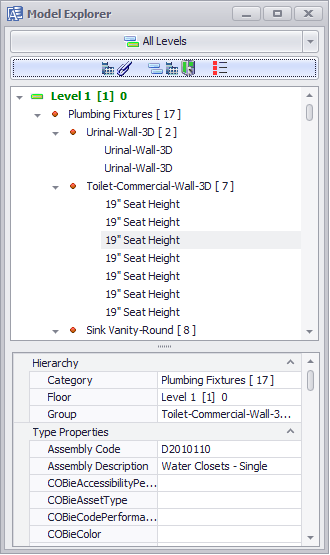 Model Explorer
All Levels
Level 1 [1] 0
Plumbing Fixtures [ 17 ]
Urinal-Wall-3D [ 2 ]
Urinal-Wall-3D
Urinal-Wall-3D
Toilet-Commercial-Wall-3D [ 7 ]
19" Seat Height
19" Seat Height
19" Seat Height
19" Seat Height
19" Seat Height
19" Seat Height
19" Seat Height
Sink Vanity-Round [ 8 ]
Hierarchy
Category Plumbing Fixtures [ 17 ]
Floor Level 1 [1] 0
Group Toilet-Commercial-Wall-3...
Type Properties
Assembly Code D2010110
Assembly Description Water Closets - Single
COBieAccessibilityPe...
COBieAssetType
COBieCodePerforma...
COBieColor